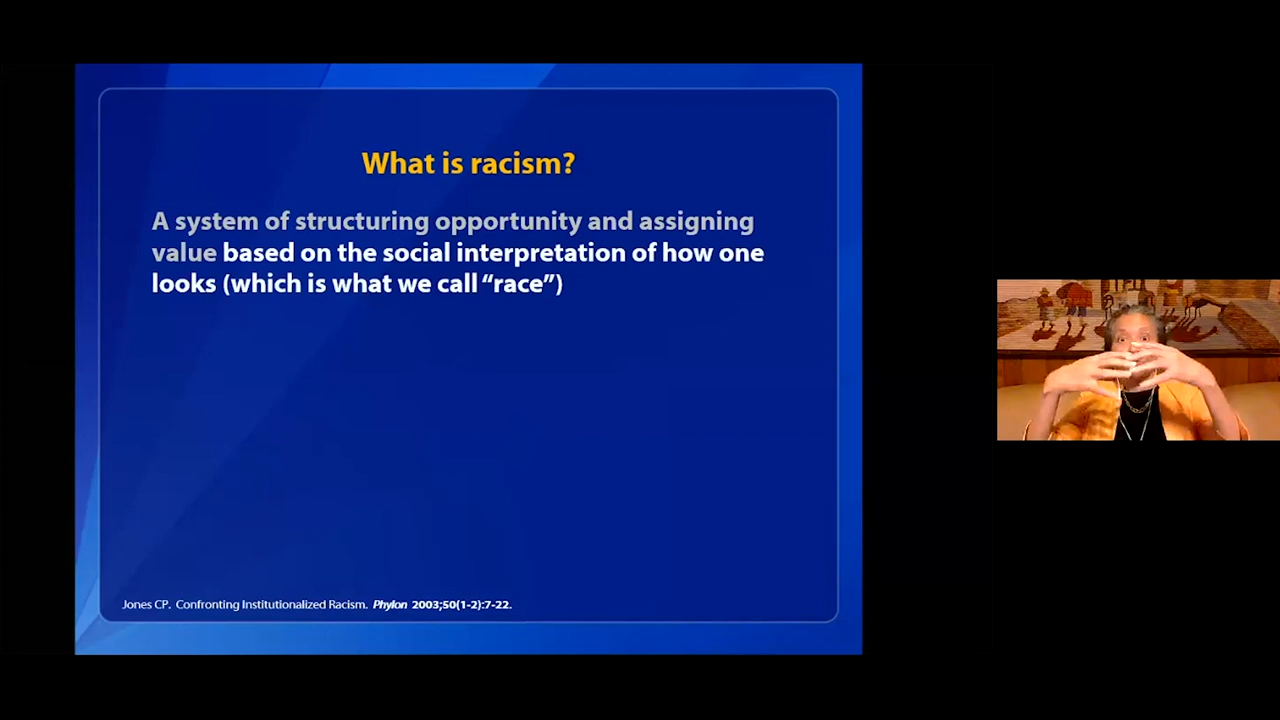 What is racism?
A system of structuring opportunity and assigning
value based on the social interpretation of how one
looks (which is what we call “race”)
Jones CP. Confronting Institutionalized Racism. Phylon 2003;50(1-2):7-22.